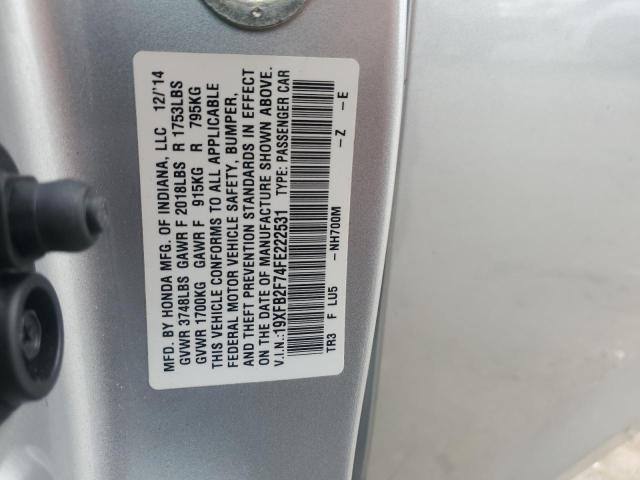 MFD. BY HONDA MFG. OF INDIANA, LLC 12/'14
GVWR 3748LBS GAWR F 2018LBS R 1753LBS
GVWR 1700KG GAWR F 915KG R 795KG
THIS VEHICLE CONFORMS TO ALL APPLICABLE
FEDERAL MOTOR VEHICLE SAFETY, BUMPER,
AND THEFT PREVENTION STANDARDS IN EFFECT
ON THE DATE OF MANUFACTURE SHOWN ABOVE.
V.I.N.:19XFB2F74FE222531 TYPE: PASSENGER CAR
TR3 F LU5 -NH700M -Z -E